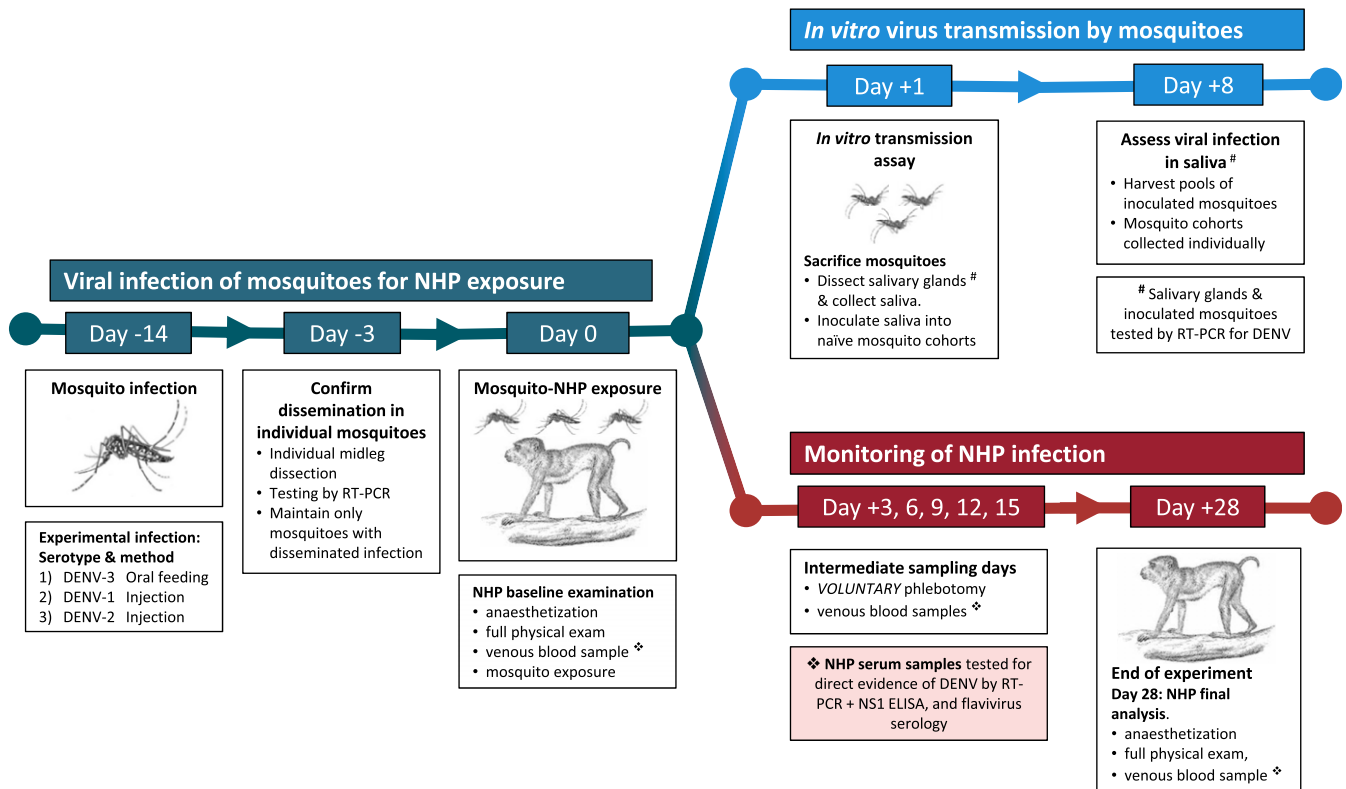 Viral infection of mosquitoes for NHP exposure
Day -14
Day -3
Day 0
Mosquito infection
Experimental infection:
Serotype & method
1) DENV-3 Oral feeding
2) DENV-1 Injection
3) DENV-2 Injection
Confirm
dissemination in
individual mosquitoes
• Individual midleg
dissection
• Testing by RT-PCR
• Maintain only
mosquitoes with
disseminated infection
Mosquito-NHP exposure
NHP baseline examination
• anaesthetization
• full physical exam
• venous blood sample ❖
• mosquito exposure
In vitro virus transmission by mosquitoes
Day +1
Day +8
In vitro transmission
assay
Sacrifice mosquitoes
• Dissect salivary glands #
& collect saliva.
• Inoculate saliva into
naïve mosquito cohorts
Assess viral infection
in saliva #
• Harvest pools of
inoculated mosquitoes
• Mosquito cohorts
collected individually
# Salivary glands &
inoculated mosquitoes
tested by RT-PCR for DENV
Monitoring of NHP infection
Day +3, 6, 9, 12, 15
Day +28
Intermediate sampling days
• VOLUNTARY phlebotomy
• venous blood samples ❖
❖ NHP serum samples tested for
direct evidence of DENV by RT-
PCR + NS1 ELISA, and flavivirus
serology
End of experiment
Day 28: NHP final
analysis.
• anaesthetization
• full physical exam,
• venous blood sample ❖